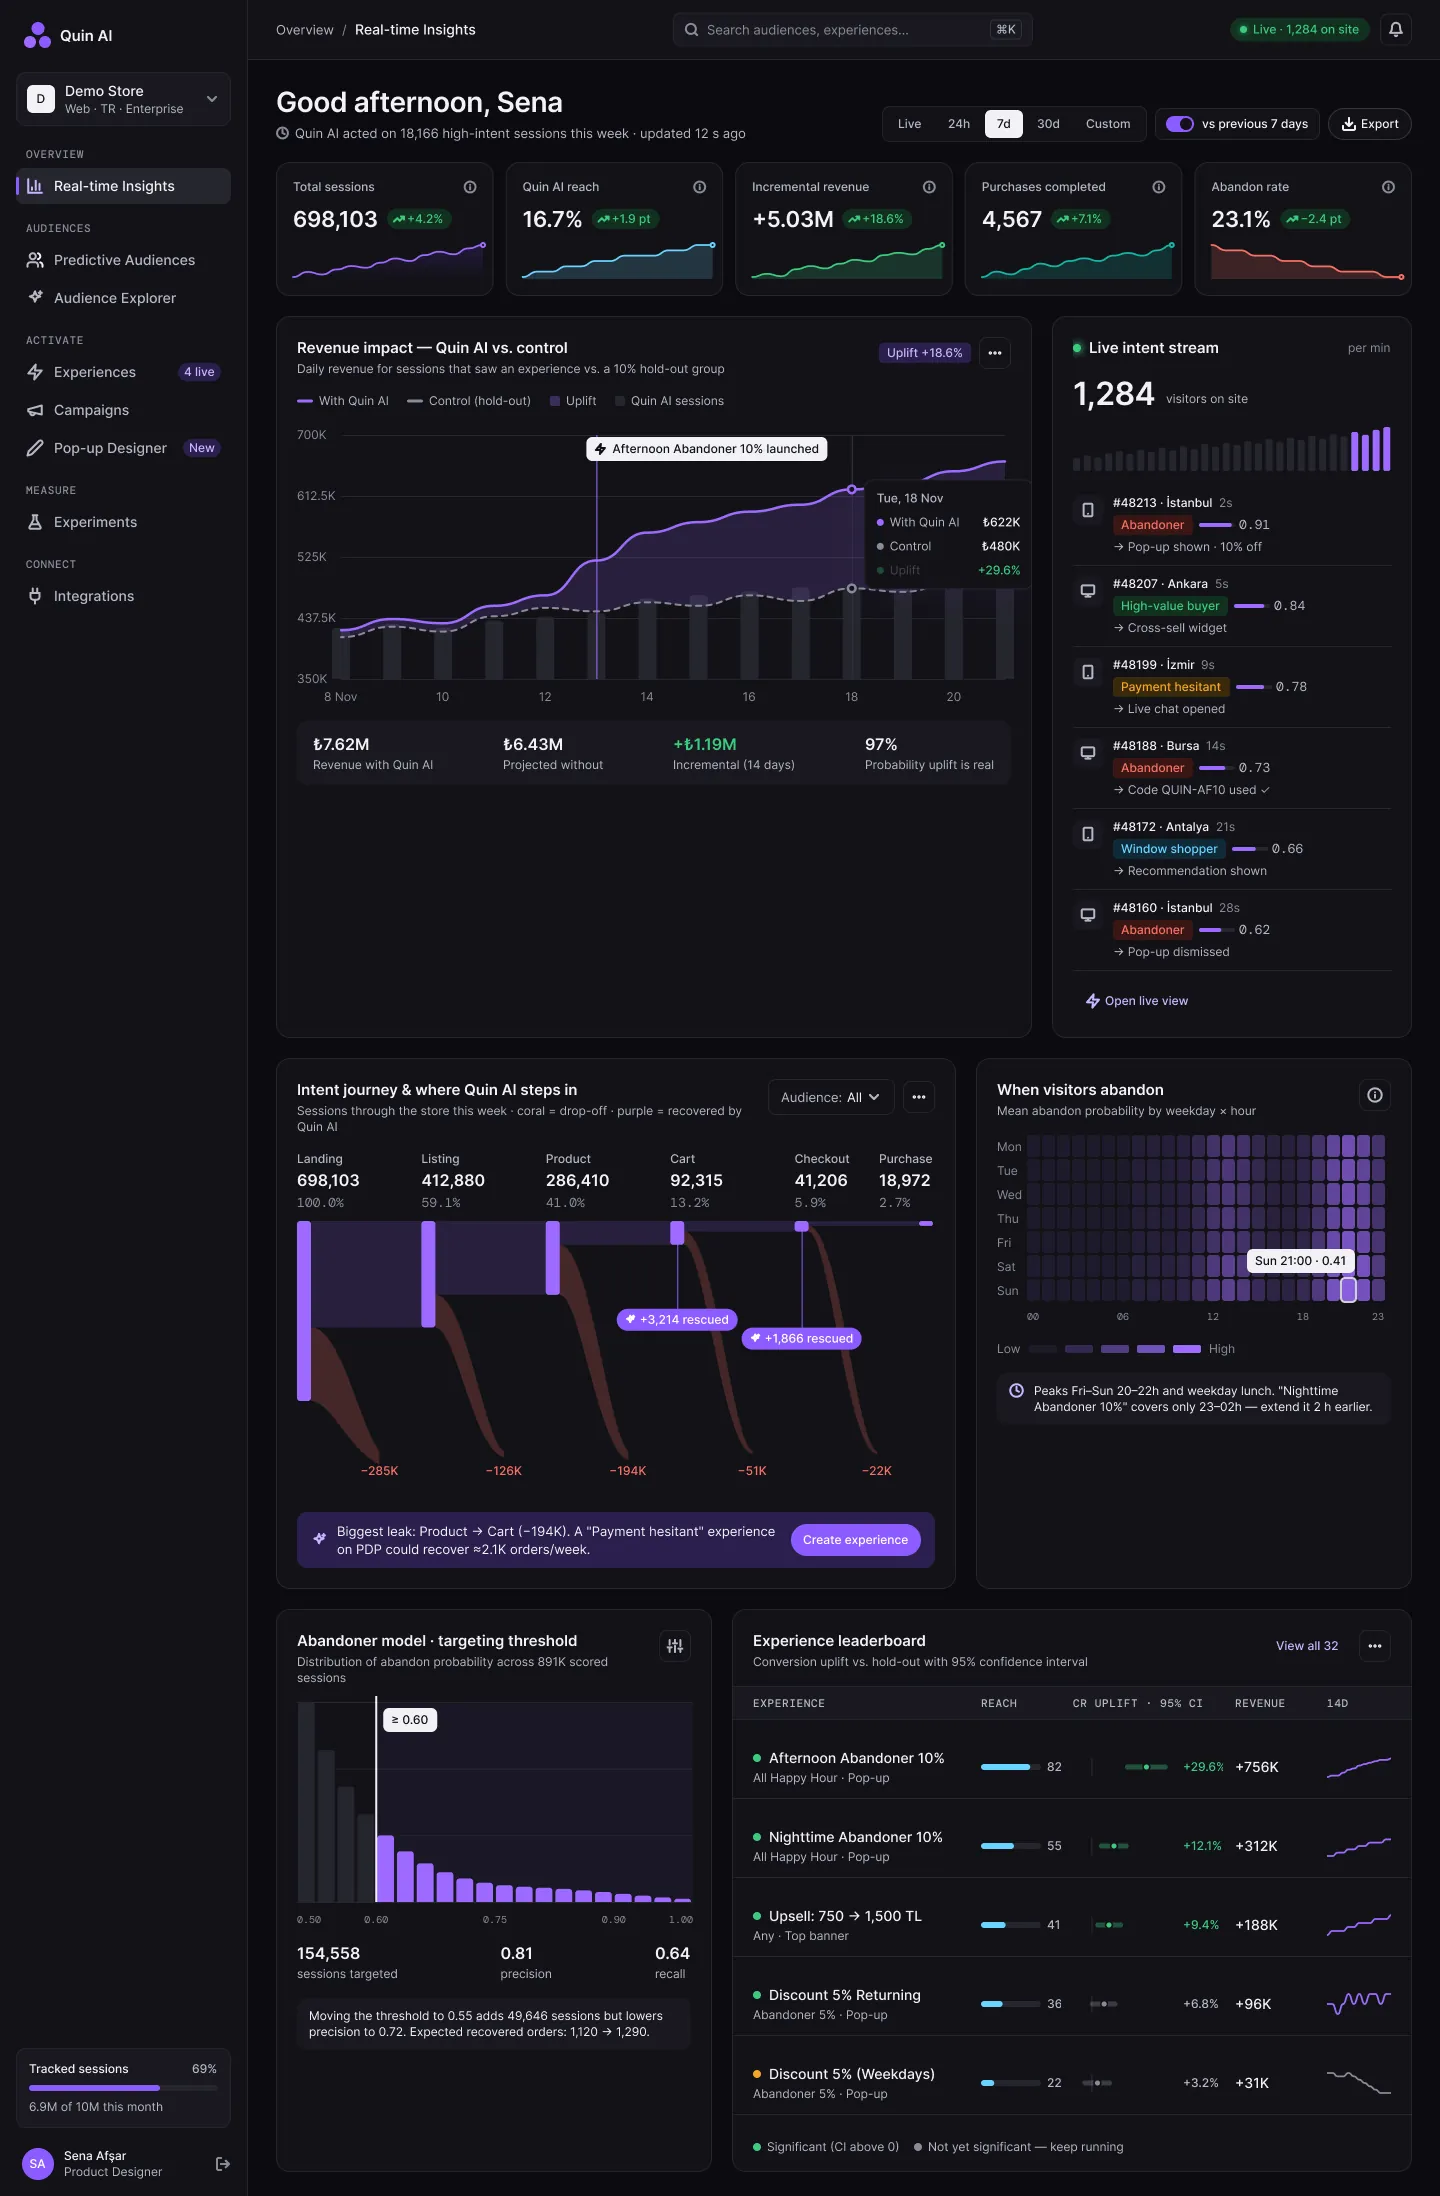 Quin AI
D
Demo Store
Web · TR · Enterprise
OVERVIEW
Real-time Insights
AUDIENCES
Predictive Audiences
Audience Explorer
ACTIVATE
Experiences
4 live
Campaigns
Pop-up Designer
New
MEASURE
Experiments
CONNECT
Integrations
Tracked sessions
69%
6.9M of 10M this month
SA
Sena Afşar
Product Designer
Overview / Real-time Insights
Search audiences, experiences...
⌘K
Live · 1,284 on site
Good afternoon, Sena
Quin AI acted on 18,166 high-intent sessions this week · updated 12 s ago
Live 24h 7d 30d Custom
vs previous 7 days
Export
Total sessions
698,103
+4.2%
Quin AI reach
16.7%
+1.9 pt
Incremental revenue
+5.03M
+18.6%
Purchases completed
4,567
+7.1%
Abandon rate
23.1%
−2.4 pt
Revenue impact — Quin AI vs. control
Daily revenue for sessions that saw an experience vs. a 10% hold-out group
Uplift +18.6%
With Quin AI
Control (hold-out)
Uplift
Quin AI sessions
700K
612.5K
525K
437.5K
350K
Afternoon Abandoner 10% launched
Tue, 18 Nov
With Quin AI ₺622K
Control ₺480K
Uplift +29.6%
8 Nov 10 12 14 16 18 20
₺7.62M
Revenue with Quin AI
₺6.43M
Projected without
+₺1.19M
Incremental (14 days)
97%
Probability uplift is real
Live intent stream
per min
1,284 visitors on site
#48213 · İstanbul 2s
Abandoner 0.91
→ Pop-up shown · 10% off
#48207 · Ankara 5s
High-value buyer 0.84
→ Cross-sell widget
#48199 · İzmir 9s
Payment hesitant 0.78
→ Live chat opened
#48188 · Bursa 14s
Abandoner 0.73
→ Code QUIN-AF10 used ✓
#48172 · Antalya 21s
Window shopper 0.66
→ Recommendation shown
#48160 · İstanbul 28s
Abandoner 0.62
→ Pop-up dismissed
Open live view
Intent journey & where Quin AI steps in
Sessions through the store this week · coral = drop-off · purple = recovered by
Quin AI
Audience: All
Landing
698,103
100.0%
Listing
412,880
59.1%
Product
286,410
41.0%
Cart
92,315
13.2%
Checkout
41,206
5.9%
Purchase
18,972
2.7%
+3,214 rescued
+1,866 rescued
−285K
−126K
−194K
−51K
−22K
Biggest leak: Product → Cart (−194K). A "Payment hesitant" experience
on PDP could recover ≈2.1K orders/week.
Create experience
When visitors abandon
Mean abandon probability by weekday × hour
Mon
Tue
Wed
Thu
Fri
Sat
Sun
Sun 21:00 · 0.41
00 06 12 18 23
Low
High
Peaks Fri–Sun 20–22h and weekday lunch. "Nighttime
Abandoner 10%" covers only 23–02h — extend it 2 h earlier.
Abandoner model · targeting threshold
Distribution of abandon probability across 891K scored
sessions
≥ 0.60
0.50 0.60 0.75 0.90 1.00
154,558
sessions targeted
0.81
precision
0.64
recall
Moving the threshold to 0.55 adds 49,646 sessions but lowers
precision to 0.72. Expected recovered orders: 1,120 → 1,290.
Experience leaderboard
Conversion uplift vs. hold-out with 95% confidence interval
View all 32
EXPERIENCE REACH CR UPLIFT · 95% CI REVENUE 14D
Afternoon Abandoner 10%
All Happy Hour · Pop-up
82 +29.6% +756K
Nighttime Abandoner 10%
All Happy Hour · Pop-up
55 +12.1% +312K
Upsell: 750 → 1,500 TL
Any · Top banner
41 +9.4% +188K
Discount 5% Returning
Abandoner 5% · Pop-up
36 +6.8% +96K
Discount 5% (Weekdays)
Abandoner 5% · Pop-up
22 +3.2% +31K
Significant (CI above 0)
Not yet significant — keep running